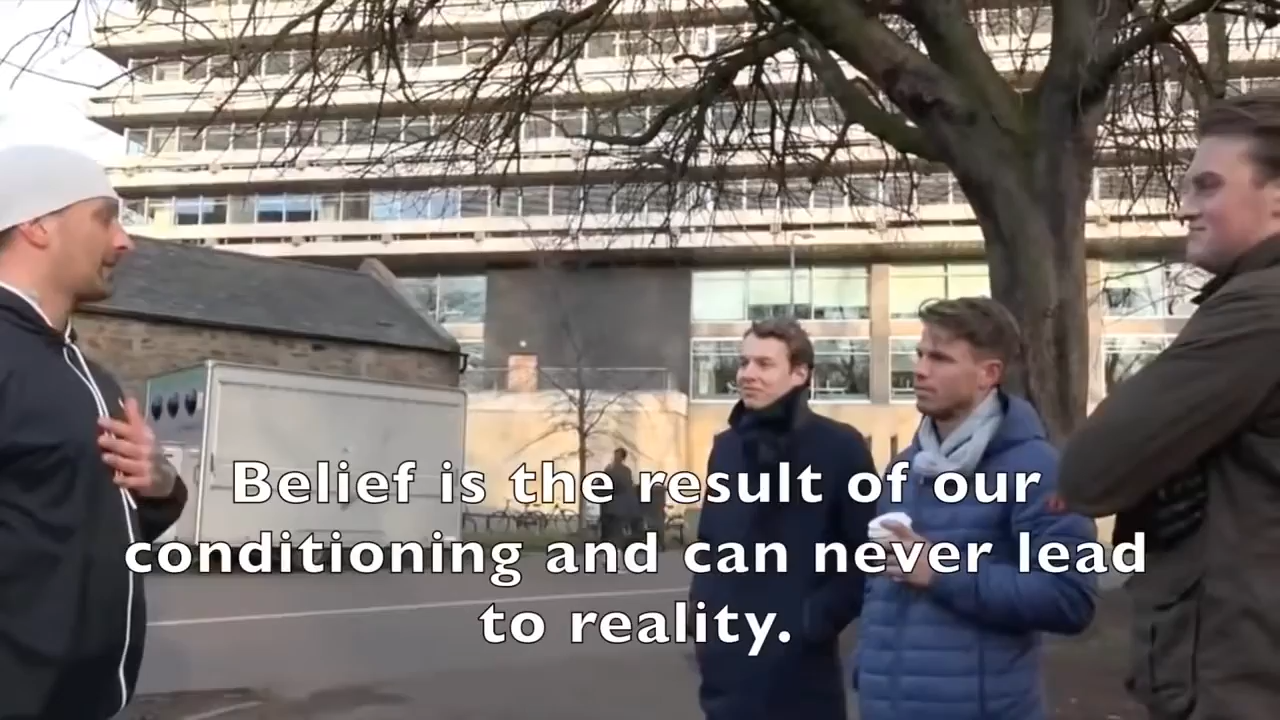 Belief is the result of our
conditioning and can never lead
to reality.